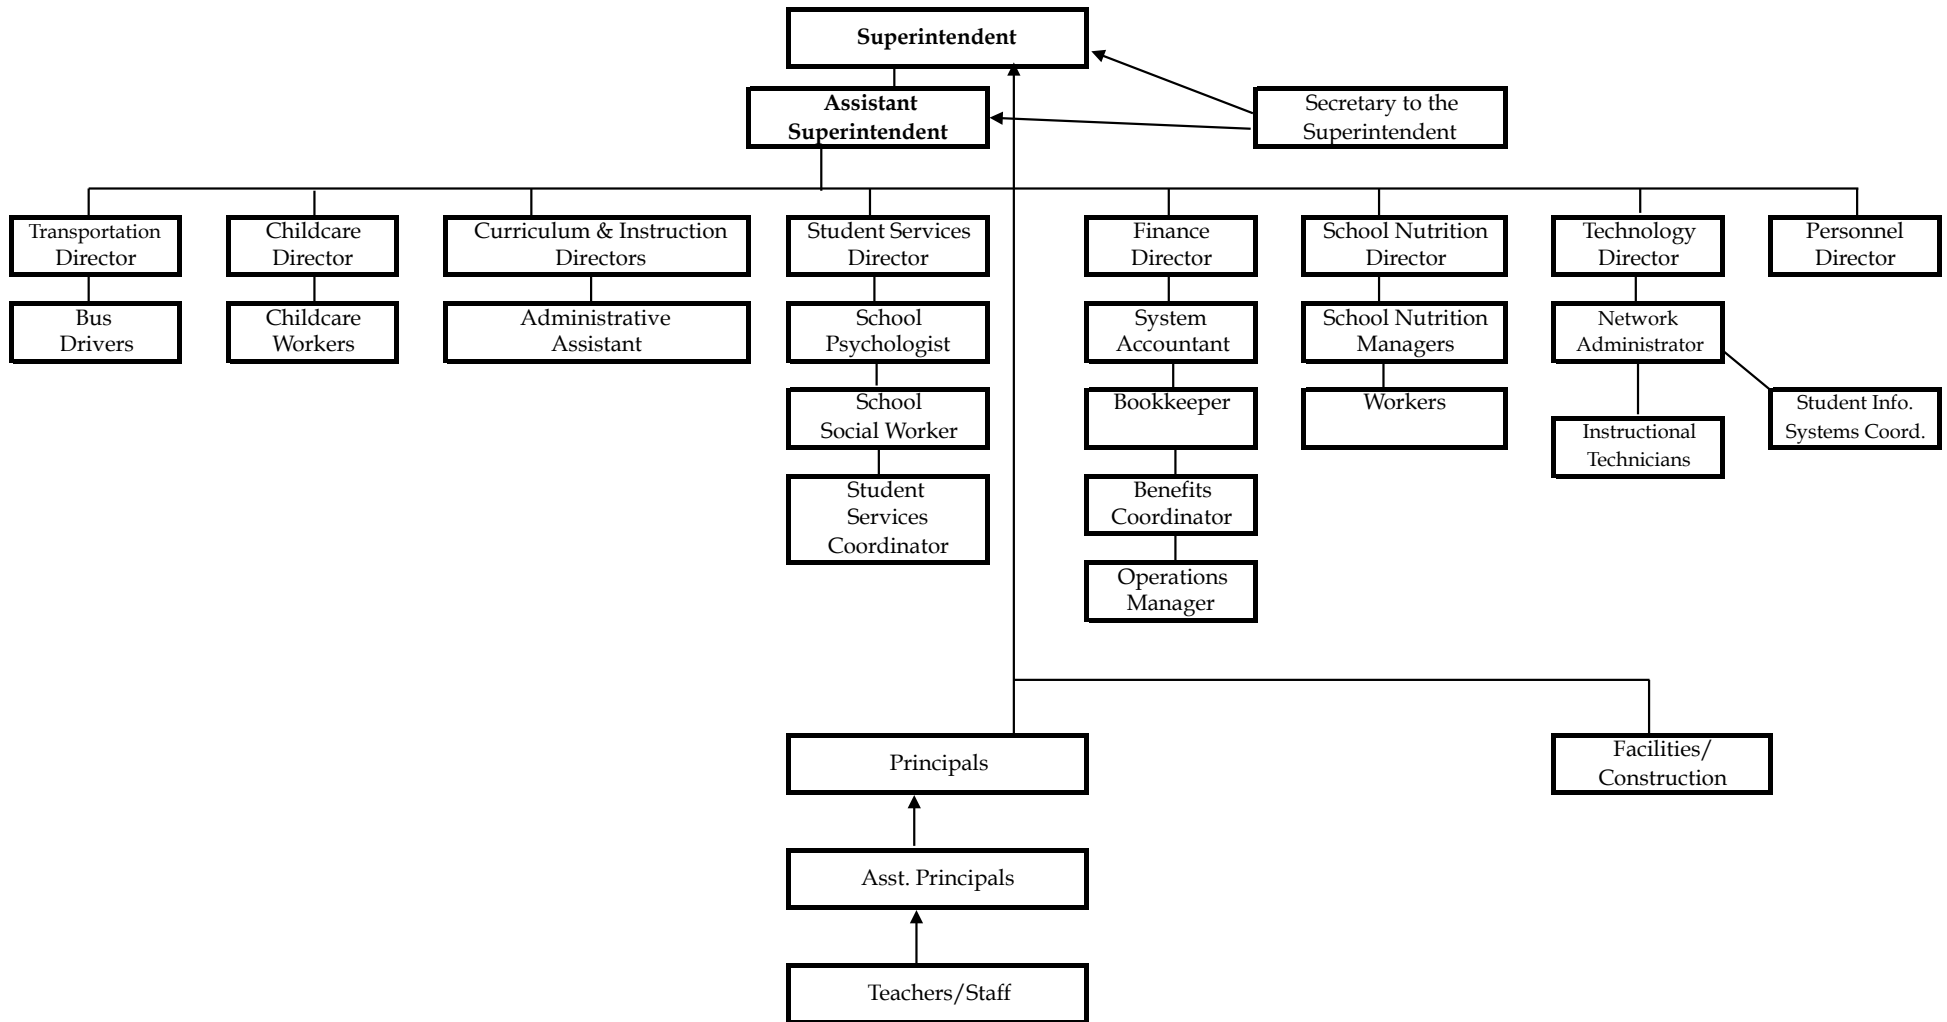 Superintendent
Assistant
Superintendent
Secretary to the
Superintendent
Transportation
Director
Childcare
Director
Curriculum & Instruction
Directors
Student Services
Director
Finance
Director
School Nutrition
Director
Technology
Director
Personnel
Director
Bus
Drivers
Childcare
Workers
Administrative
Assistant
School
Psychologist
System
Accountant
School Nutrition
Managers
Network
Administrator
School
Social Worker
Bookkeeper
Workers
Student Info.
Systems Coord.
Instructional
Technicians
Student
Services
Coordinator
Benefits
Coordinator
Operations
Manager
Principals
Facilities/
Construction
Asst. Principals
Teachers/Staff